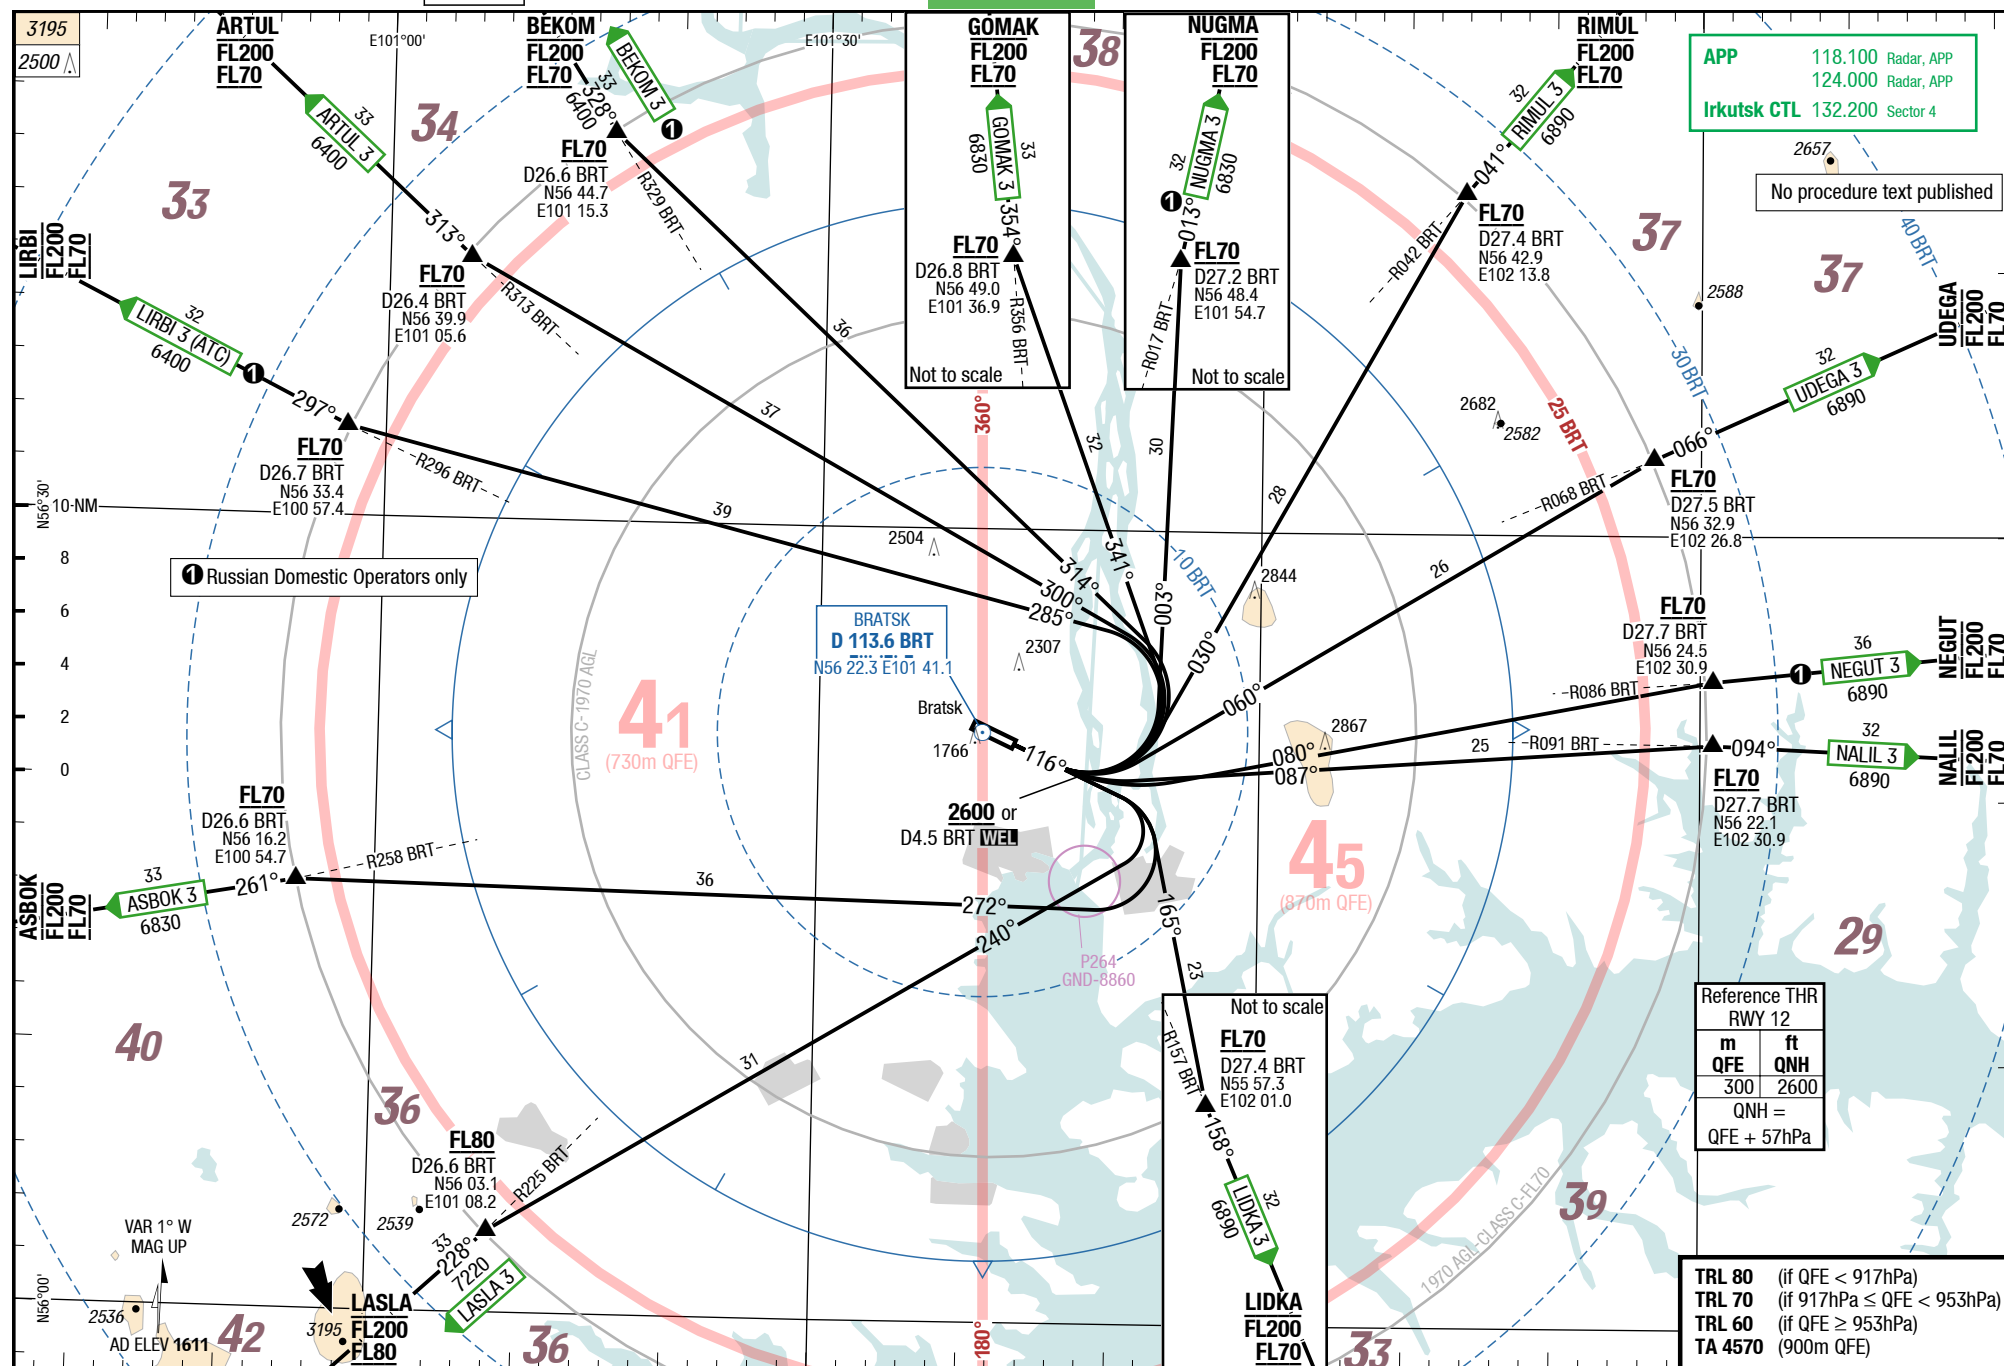 3195
2500
ARTUL
FL200
FL70
E101°00'
BEKOM
FL200
FL70
BEKOM 3
33
328°
6400
E101°30'
GOMAK
FL200
FL70
38
NUGMA
FL200
FL70
RIMUL
FL200
FL70
APP 118.100 Radar, APP
124.000 Radar, APP
Irkutsk CTL 132.200 Sector 4
2657
No procedure text published
33
ARTUL 3
6400
34
33
1
FL70
D26.6 BRT
N56 44.7
E101 15.3
R329 BRT
33
GOMAK 3
6830
354°
FL70
D26.8 BRT
N56 49.0
E101 36.9
R356 BRT
Not to scale
32
NUGMA 3
6830
1
013°
FL70
D27.2 BRT
N56 48.4
E101 54.7
R017 BRT
Not to scale
32
RIMUL 3
6890
041°
FL70
D27.4 BRT
N56 42.9
E102 13.8
R042 BRT
37
37
40 BRT
30 BRT
2588
LIRBI
FL200
FL70
32
LIRBI 3 (ATC)
6400
1
297°
313°
FL70
D26.4 BRT
N56 39.9
E101 05.6
R313 BRT
36
37
360°
32
30
28
2682
2582
25 BRT
UDEGA
FL200
FL70
32
UDEGA 3
6890
066°
FL70
D26.7 BRT
N56 33.4
E100 57.4
R296 BRT
39
R068 BRT
FL70
D27.5 BRT
N56 32.9
E102 26.8
N56°30'
10-NM
8
6
4
2
0
1 Russian Domestic Operators only
2504
314°
300°
285°
341°
003°
10 BRT
030°
2844
26
060°
BRATSK
D 113.6 BRT
N56 22.3 E101 41.1
2307
CLASS C-1970 AGL
41
(730m QFE)
Bratsk
1766
116°
2867
080°
087°
25
R086 BRT
R091 BRT
FL70
D27.7 BRT
N56 24.5
E102 30.9
1
36
NEGUT 3
6890
NEGUT
FL200
FL70
094°
32
NALIL 3
6890
NALIL
FL200
FL70
FL70
D27.7 BRT
N56 22.1
E102 30.9
2600 or
D4.5 BRT WEL
45
(870m QFE)
FL70
D26.6 BRT
N56 16.2
E100 54.7
R258 BRT
ASBOK
FL200
FL70
33
ASBOK 3
6830
261°
36
272°
240°
165°
23
P264
GND-8860
29
40
36
31
Not to scale
FL70
D27.4 BRT
N55 57.3
E102 01.0
R157 BRT
158°
32
LIDKA 3
6890
LIDKA
FL200
FL70
Reference THR
RWY 12
m ft
QFE QNH
300 2600
QNH =
QFE + 57hPa
FL80
D26.6 BRT
N56 03.1
E101 08.2
R225 BRT
33
228°
7220
LASLA 3
2572
2539
VAR 1° W
MAG UP
N56°00'
2536
AD ELEV 1611
42
3195
LASLA
FL200
FL80
36
180°
33
39
1970 AGL-CLASS C-FL70
TRL 80 (if QFE < 917hPa)
TRL 70 (if 917hPa ≤ QFE < 953hPa)
TRL 60 (if QFE ≥ 953hPa)
TA 4570 (900m QFE)